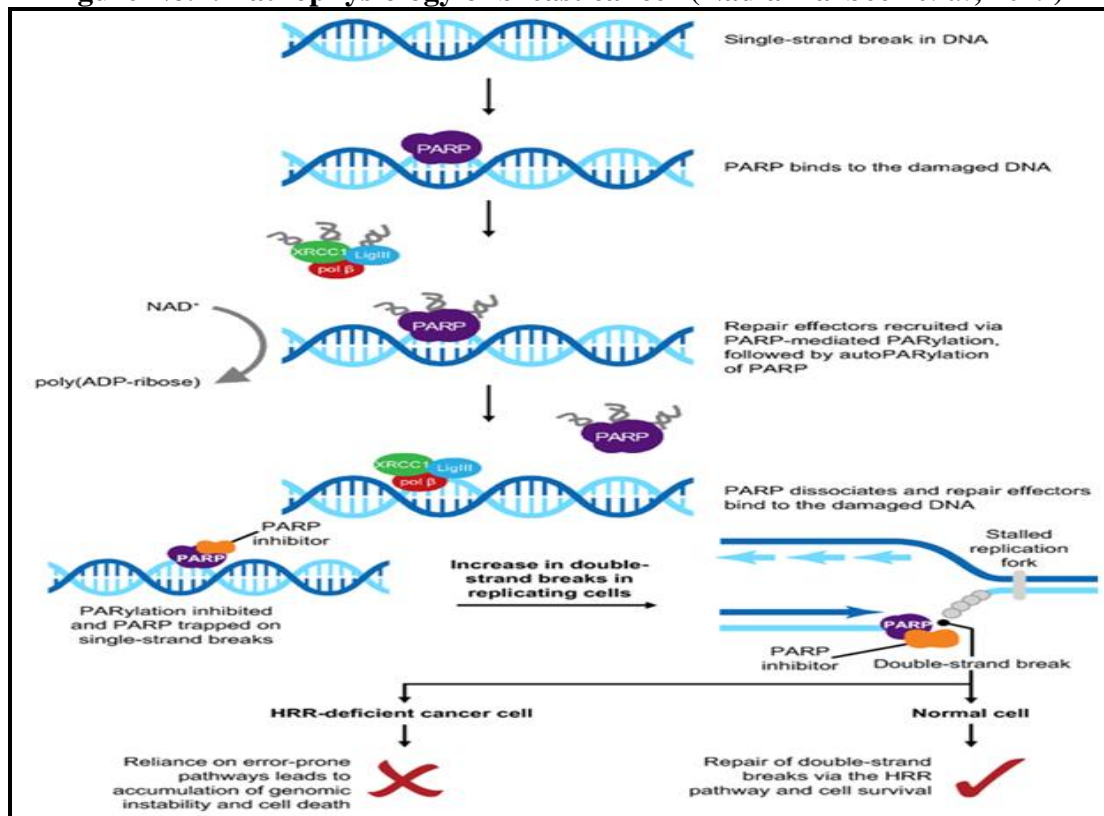 Single-strand break in DNA
PARP
PARP binds to the damaged DNA
XRCC1
LigIII
pol β
NAD⁺
PARP
poly(ADP-ribose)
Repair effectors recruited via
PARP-mediated PARylation,
followed by autoPARylation
of PARP
PARP
XRCC1
LigIII
pol β
PARP dissociates and repair effectors
bind to the damaged DNA
PARP
inhibitor
PARP
PARylation inhibited
and PARP trapped on
single-strand breaks
Increase in double-
strand breaks in
replicating cells
Stalled
replication
fork
PARP
PARP
inhibitor
Double-strand break
HRR-deficient cancer cell
Reliance on error-prone
pathways leads to
accumulation of genomic
instability and cell death
Normal cell
Repair of double-strand
breaks via the HRR
pathway and cell survival